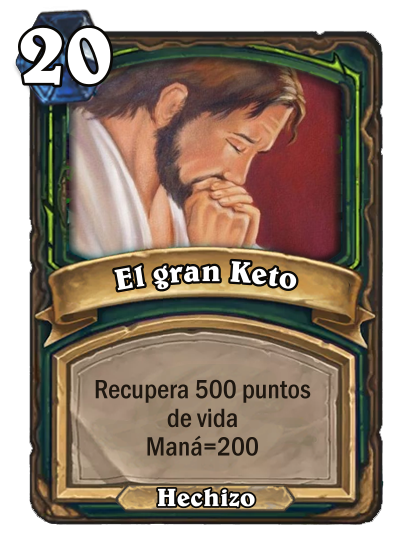 20
El gran Keto
Recupera 500 puntos
de vida
Maná=200
Hechizo